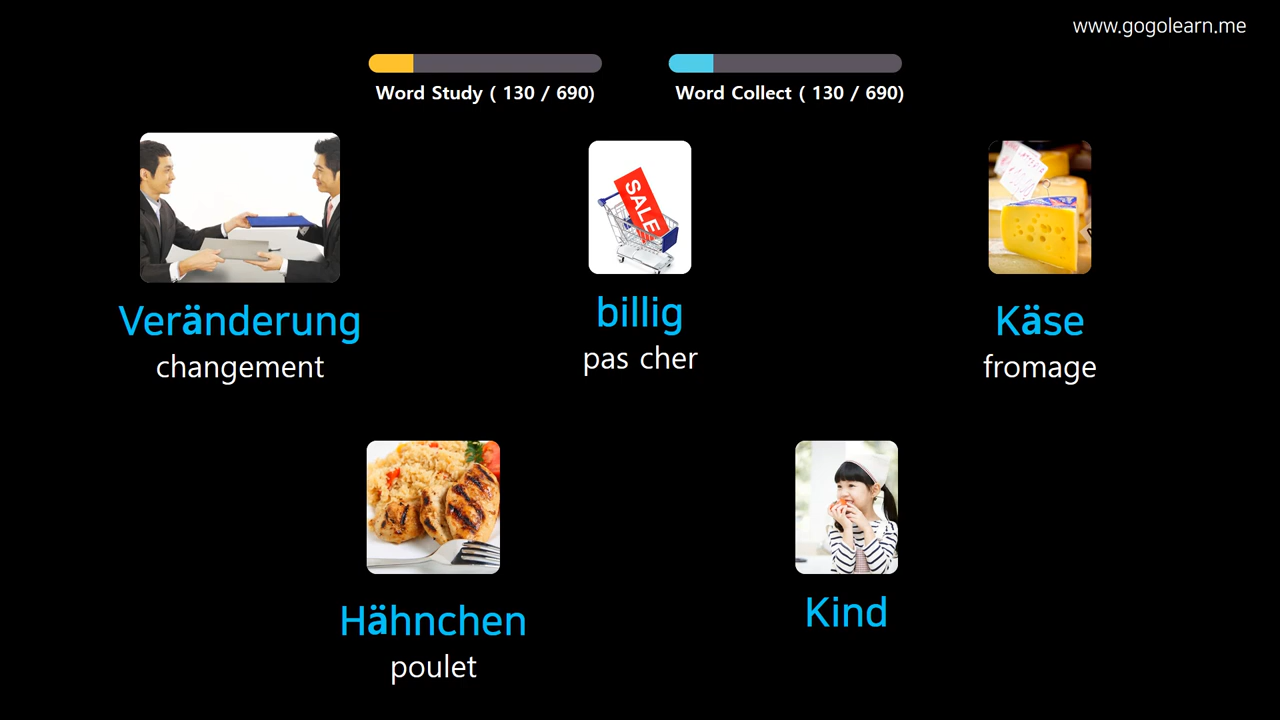 www.gogolearn.me
Word Study ( 130 / 690)
Word Collect ( 130 / 690)
SALE
Veränderung
changement
billig
pas cher
Käse
fromage
Hähnchen
poulet
Kind